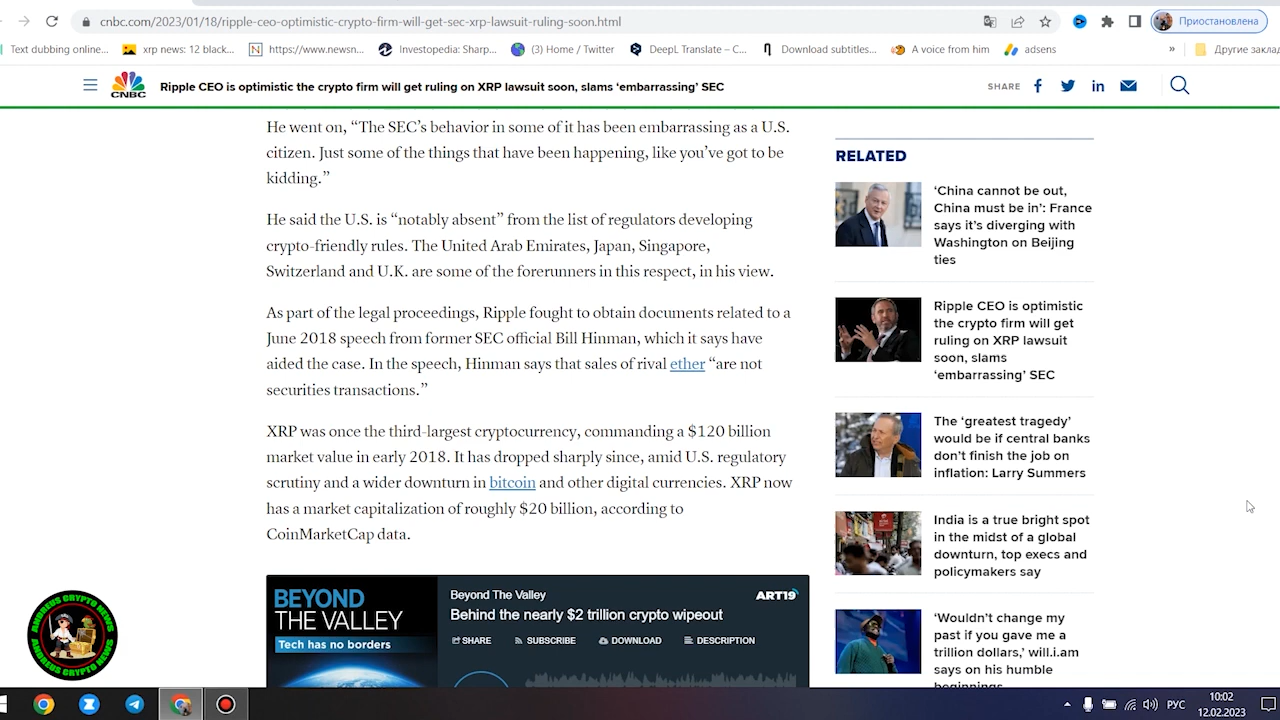 cnbc.com/2023/01/18/ripple-ceo-optimistic-crypto-firm-will-get-sec-xrp-lawsuit-ruling-soon.html
Приостановлена
Text dubbing online...
xrp news: 12 black...
https://www.newsn...
Investopedia: Sharp...
(3) Home / Twitter
DeepL Translate – C...
Download subtitles...
A voice from him
adsens
»
Другие заклад
CNBC
Ripple CEO is optimistic the crypto firm will get ruling on XRP lawsuit soon, slams ‘embarrassing’ SEC
SHARE
He went on, “The SEC’s behavior in some of it has been embarrassing as a U.S.
citizen. Just some of the things that have been happening, like you’ve got to be
kidding.”
He said the U.S. is “notably absent” from the list of regulators developing
crypto-friendly rules. The United Arab Emirates, Japan, Singapore,
Switzerland and U.K. are some of the forerunners in this respect, in his view.
As part of the legal proceedings, Ripple fought to obtain documents related to a
June 2018 speech from former SEC official Bill Hinman, which it says have
aided the case. In the speech, Hinman says that sales of rival ether “are not
securities transactions.”
XRP was once the third-largest cryptocurrency, commanding a $120 billion
market value in early 2018. It has dropped sharply since, amid U.S. regulatory
scrutiny and a wider downturn in bitcoin and other digital currencies. XRP now
has a market capitalization of roughly $20 billion, according to
CoinMarketCap data.
BEYOND
THE VALLEY
Tech has no borders
Beyond The Valley
Behind the nearly $2 trillion crypto wipeout
ART19
SHARE
SUBSCRIBE
DOWNLOAD
DESCRIPTION
RELATED
‘China cannot be out,
China must be in’: France
says it’s diverging with
Washington on Beijing
ties
Ripple CEO is optimistic
the crypto firm will get
ruling on XRP lawsuit
soon, slams
‘embarrassing’ SEC
The ‘greatest tragedy’
would be if central banks
don’t finish the job on
inflation: Larry Summers
India is a true bright spot
in the midst of a global
downturn, top execs and
policymakers say
‘Wouldn’t change my
past if you gave me a
trillion dollars,’ will.i.am
says on his humble
beginnings
ANDREUS CRYPTO NEWS
ANDREUS CRYPTO NEWS
РУС
10:02
12.02.2023